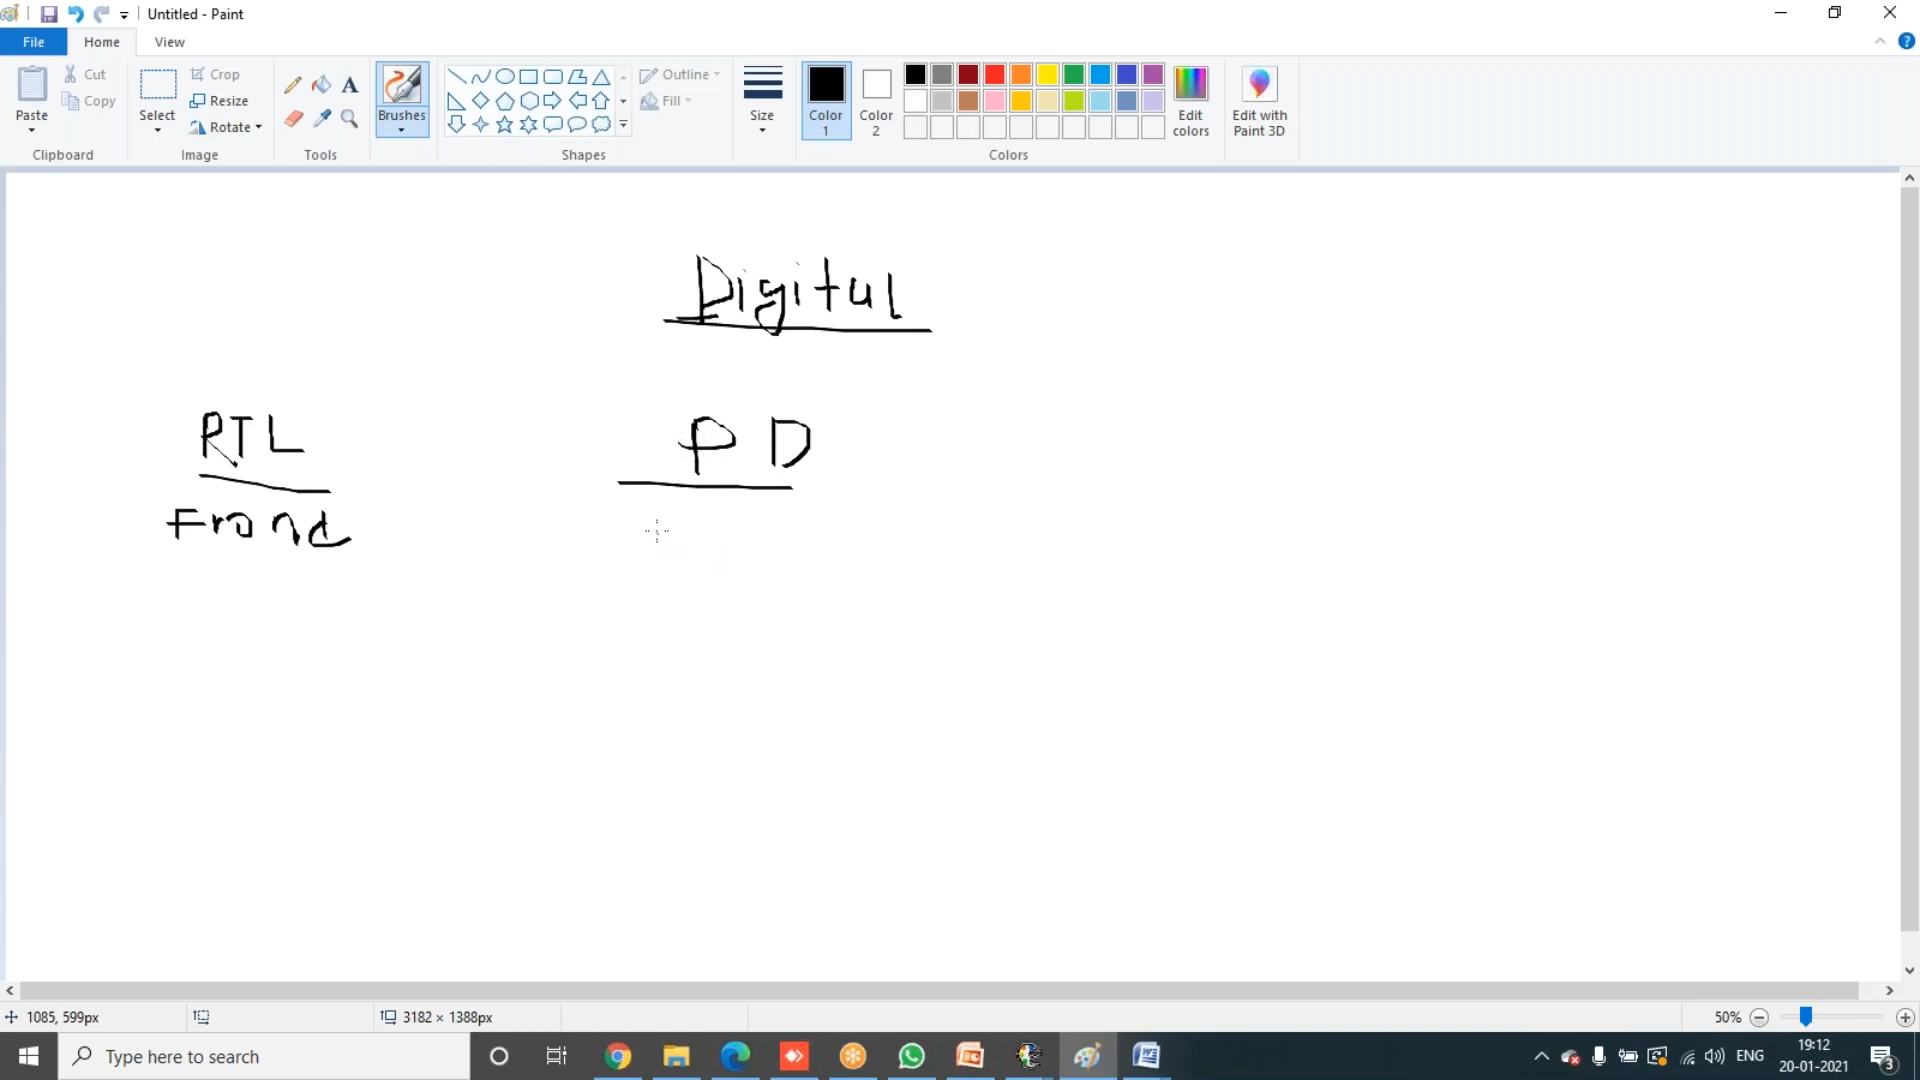 Untitled - Paint
File Home View
Paste Cut Copy Clipboard
Select Crop Resize Rotate Image
Tools
Brushes
Shapes
Outline Fill
Size
Color 1 Color 2 Edit colors Colors
Edit with Paint 3D
Digital
RTL P D
Frond
1085, 599px 3182 × 1388px 50%
Type here to search ENG 19:12 20-01-2021 3